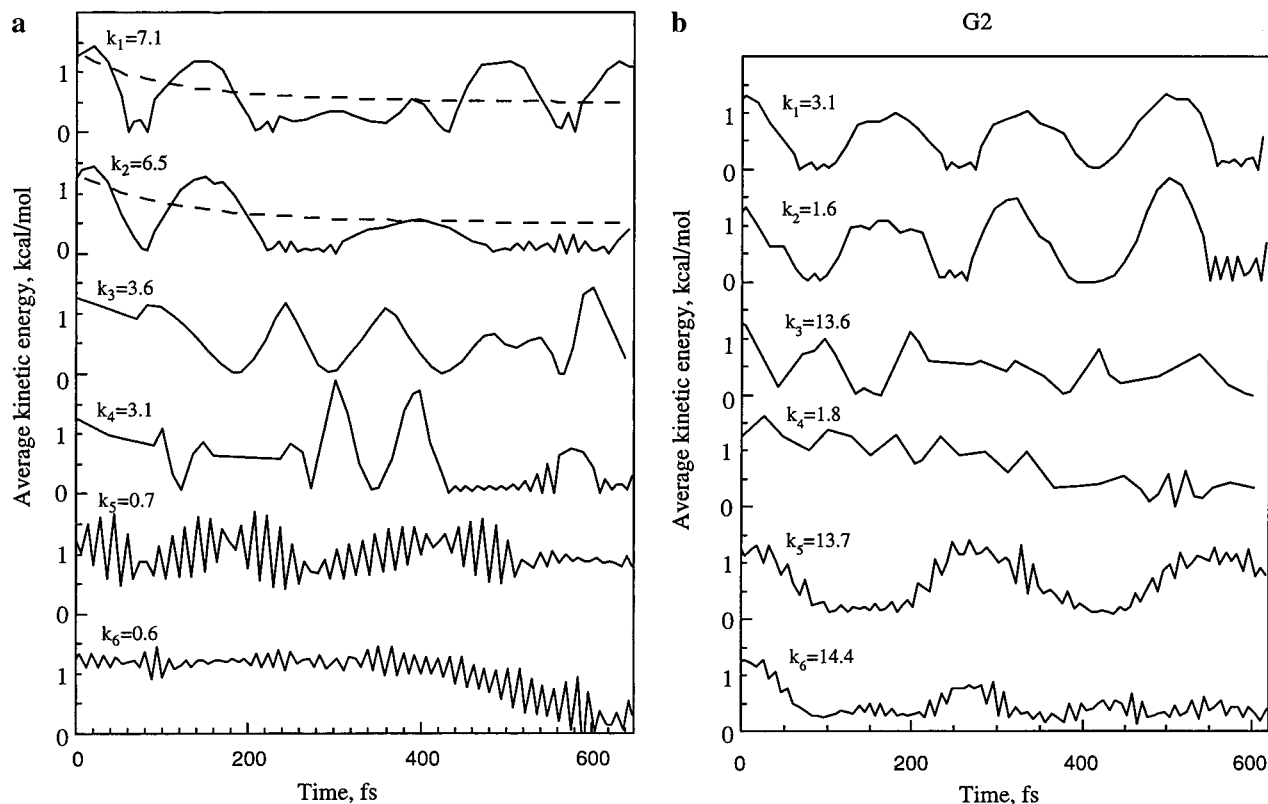 a
k₁=7.1
1
0
k₂=6.5
1
0
k₃=3.6
1
0
k₄=3.1
1
0
k₅=0.7
1
0
k₆=0.6
1
0
Average kinetic energy, kcal/mol
0 200 400 600
Time, fs
b
G2
k₁=3.1
1
0
k₂=1.6
1
0
k₃=13.6
1
0
k₄=1.8
1
0
k₅=13.7
1
0
k₆=14.4
1
0
Average kinetic energy, kcal/mol
0 200 400 600
Time, fs